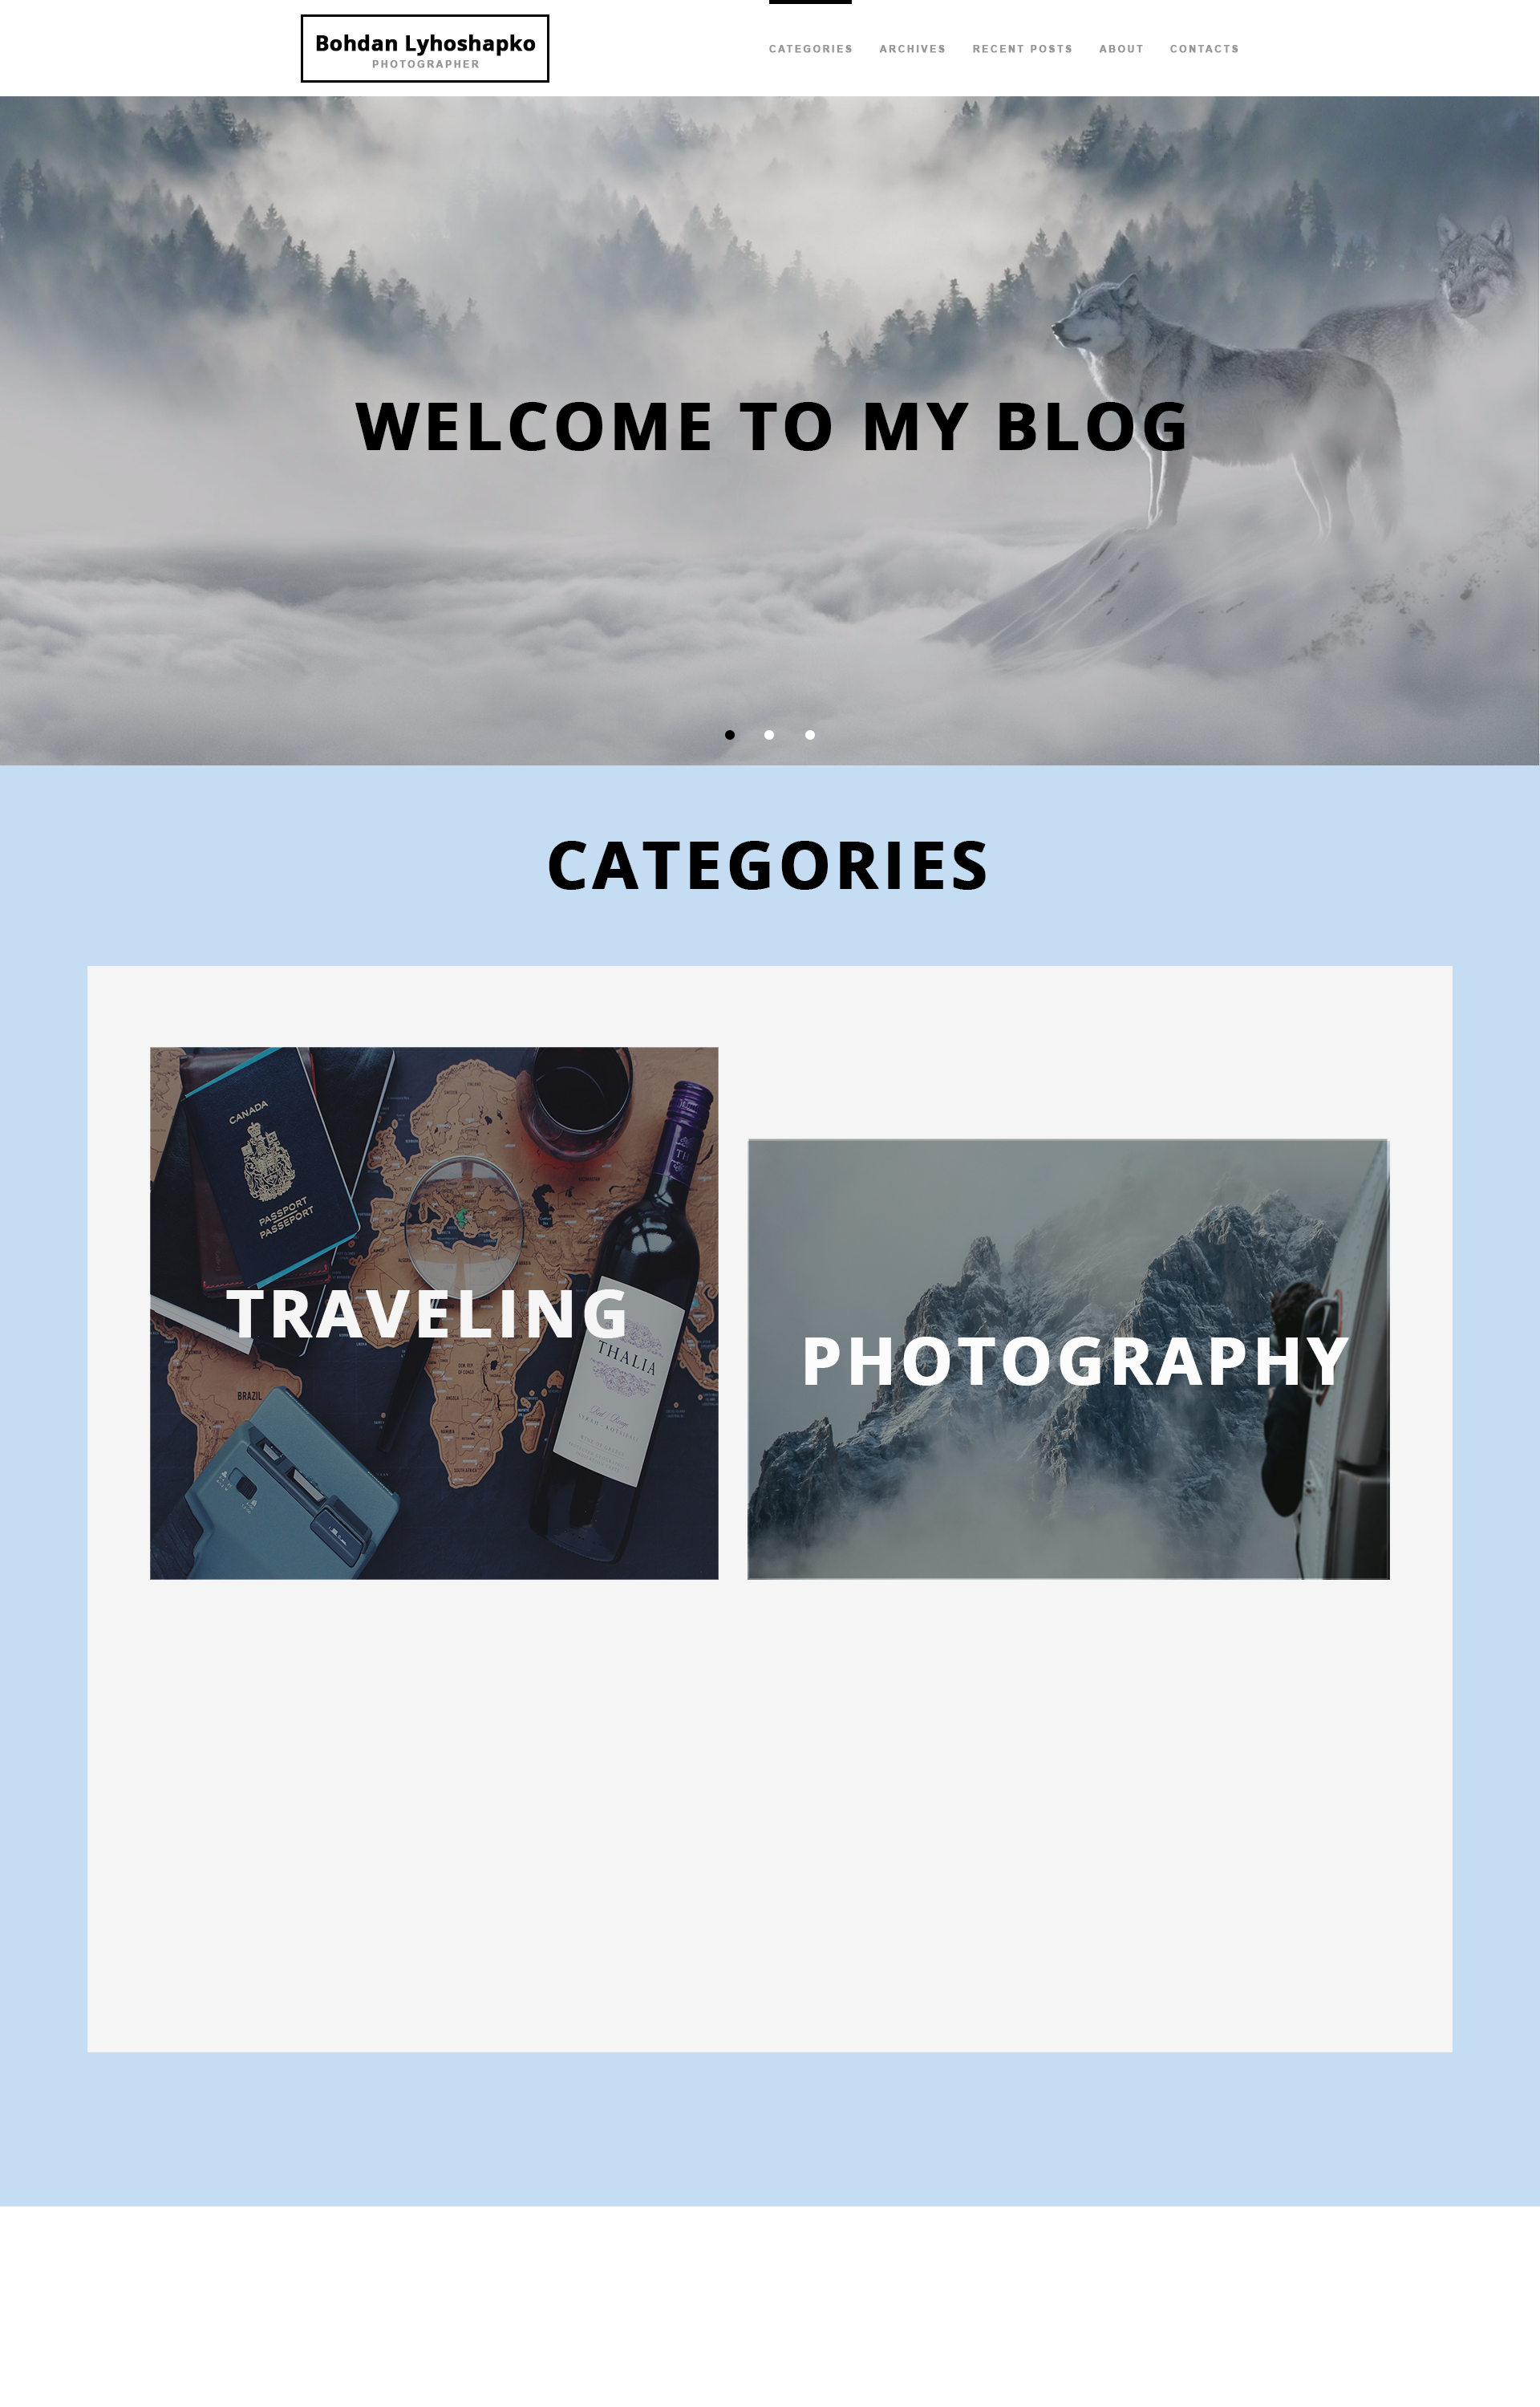 Bohdan Lyhoshapko
PHOTOGRAPHER
CATEGORIES ARCHIVES RECENT POSTS ABOUT CONTACTS
WELCOME TO MY BLOG
CATEGORIES
CANADA
PASSPORT
PASSEPORT
TRAVELING
THALIA
BRAZIL
PHOTOGRAPHY